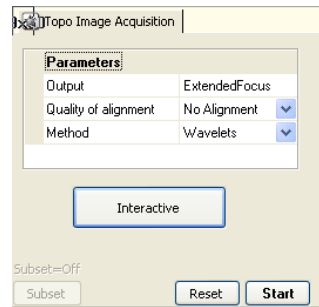 Topo Image Acquisition
Parameters
Output ExtendedFocus
Quality of alignment No Alignment
Method Wavelets
Interactive
Subset=Off
Subset Reset Start